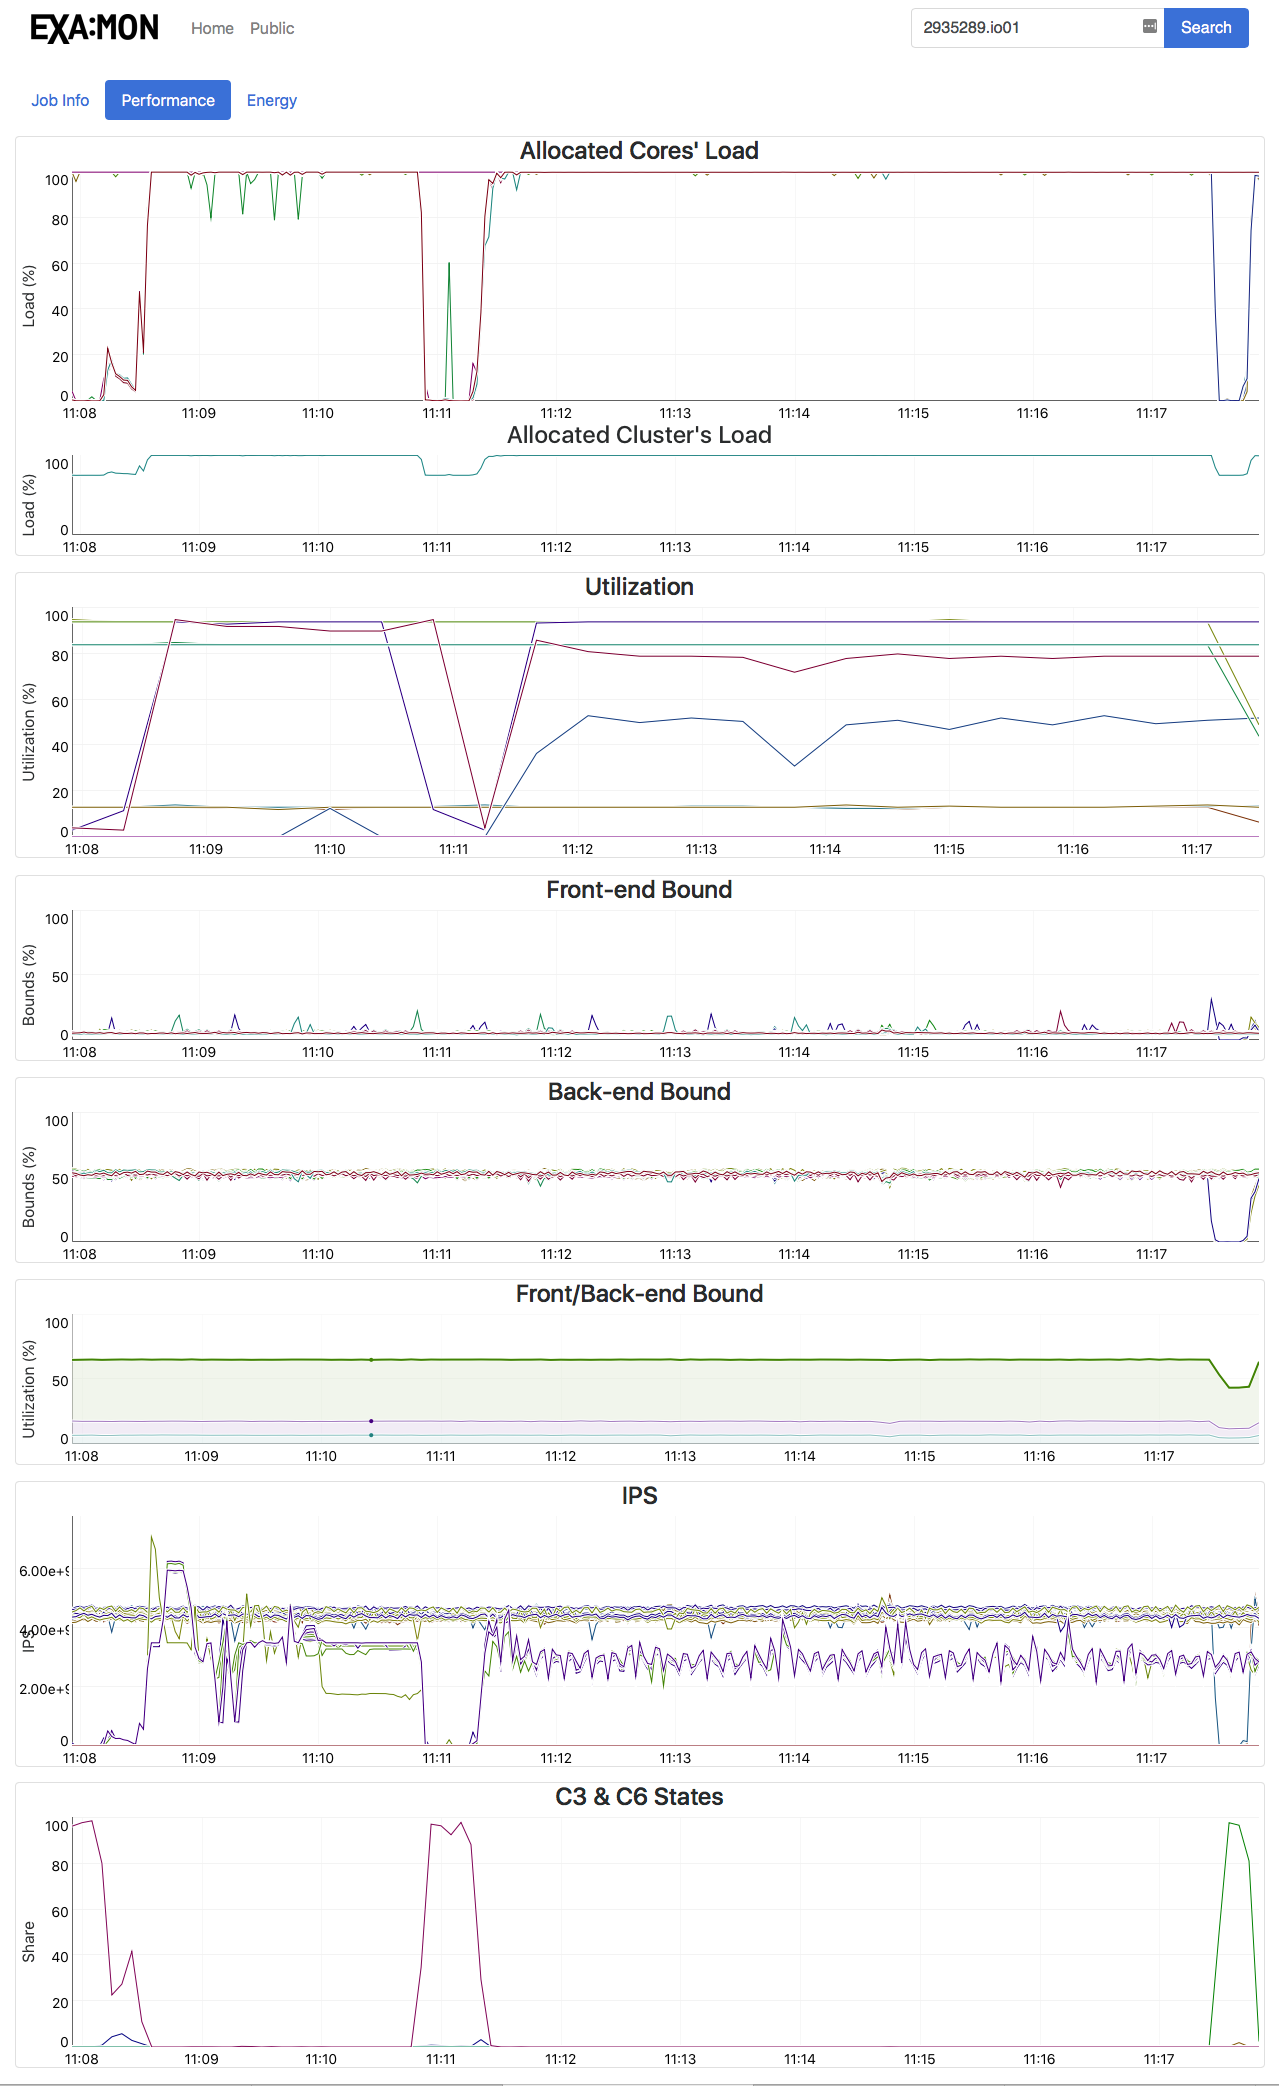 EXA:MON Home Public 2935289.io01 Search
Job Info Performance Energy
Allocated Cores' Load
Load (%)
100
80
60
40
20
0
11:08 11:09 11:10 11:11 11:12 11:13 11:14 11:15 11:16 11:17
Allocated Cluster's Load
Load (%)
100
0
11:08 11:09 11:10 11:11 11:12 11:13 11:14 11:15 11:16 11:17
Utilization
Utilization (%)
100
80
60
40
20
0
11:08 11:09 11:10 11:11 11:12 11:13 11:14 11:15 11:16 11:17
Front-end Bound
Bounds (%)
100
50
0
11:08 11:09 11:10 11:11 11:12 11:13 11:14 11:15 11:16 11:17
Back-end Bound
Bounds (%)
100
50
0
11:08 11:09 11:10 11:11 11:12 11:13 11:14 11:15 11:16 11:17
Front/Back-end Bound
Utilization (%)
100
50
0
11:08 11:09 11:10 11:11 11:12 11:13 11:14 11:15 11:16 11:17
IPS
IPS
6.00e+9
4.00e+9
2.00e+9
0
11:08 11:09 11:10 11:11 11:12 11:13 11:14 11:15 11:16 11:17
C3 & C6 States
Share
100
80
60
40
20
0
11:08 11:09 11:10 11:11 11:12 11:13 11:14 11:15 11:16 11:17